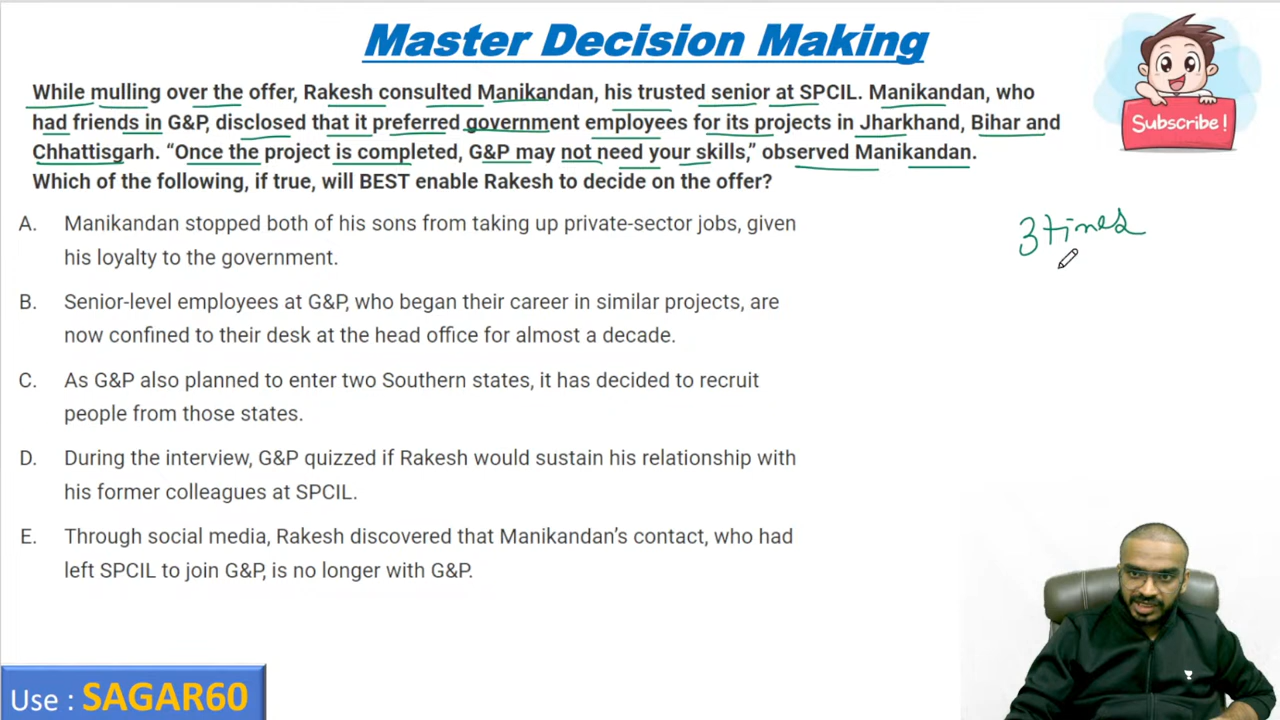 Master Decision Making
While mulling over the offer, Rakesh consulted Manikandan, his trusted senior at SPCIL. Manikandan, who
had friends in G&P, disclosed that it preferred government employees for its projects in Jharkhand, Bihar and
Chhattisgarh. “Once the project is completed, G&P may not need your skills,” observed Manikandan.
Which of the following, if true, will BEST enable Rakesh to decide on the offer?
Subscribe!
A. Manikandan stopped both of his sons from taking up private-sector jobs, given
his loyalty to the government.
3 times
B. Senior-level employees at G&P, who began their career in similar projects, are
now confined to their desk at the head office for almost a decade.
C. As G&P also planned to enter two Southern states, it has decided to recruit
people from those states.
D. During the interview, G&P quizzed if Rakesh would sustain his relationship with
his former colleagues at SPCIL.
E. Through social media, Rakesh discovered that Manikandan’s contact, who had
left SPCIL to join G&P, is no longer with G&P.
Use : SAGAR60